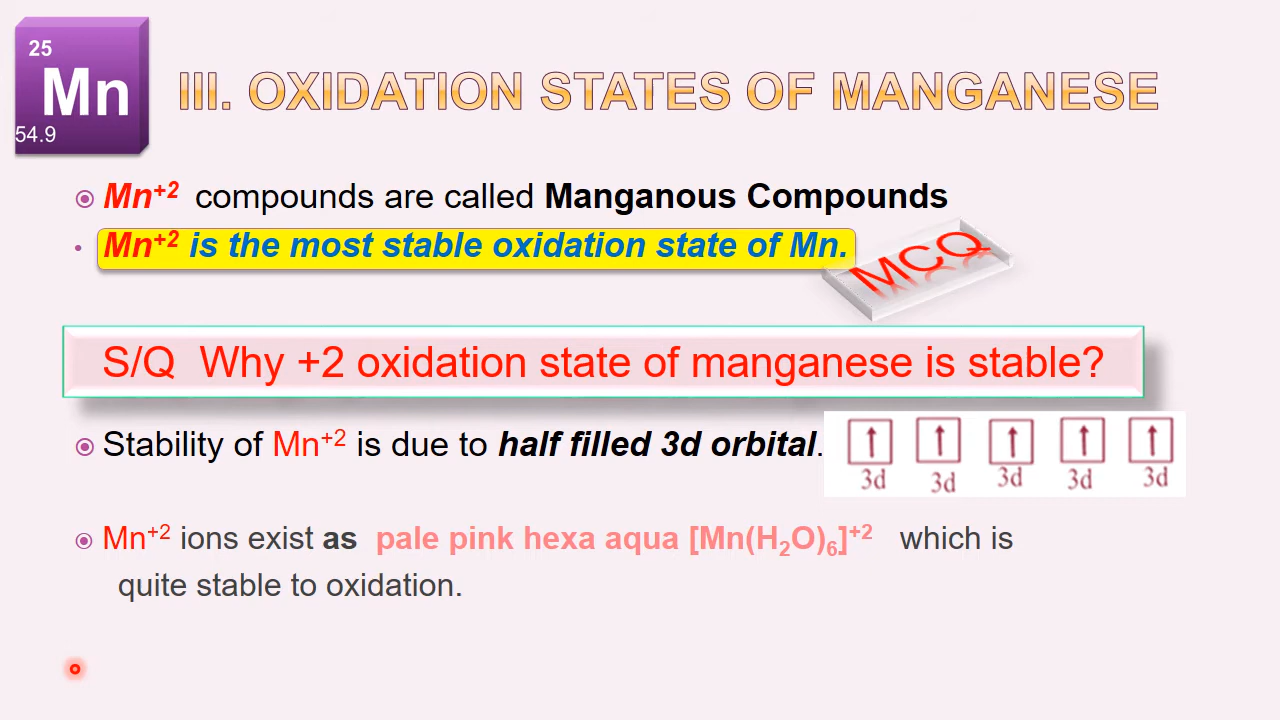 25
Mn
54.9
III. OXIDATION STATES OF MANGANESE
Mn⁺² compounds are called Manganous Compounds
Mn⁺² is the most stable oxidation state of Mn.
MCQ
S/Q Why +2 oxidation state of manganese is stable?
Stability of Mn⁺² is due to half filled 3d orbital.
3d 3d 3d 3d 3d
Mn⁺² ions exist as pale pink hexa aqua [Mn(H₂O)₆]⁺² which is
quite stable to oxidation.